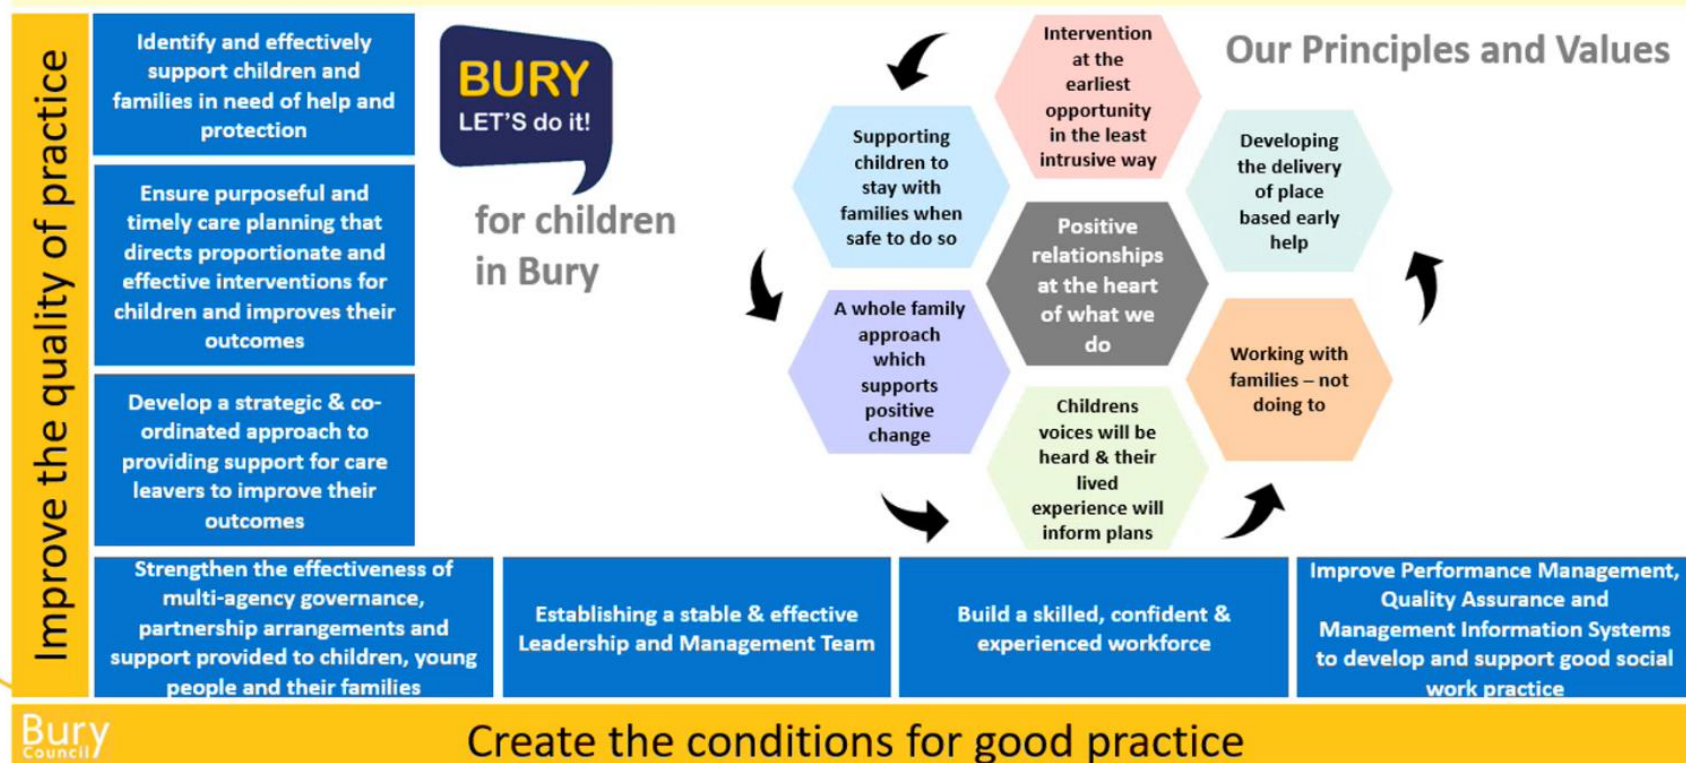 Improve the quality of practice
Identify and effectively
support children and
families in need of help and
protection
Ensure purposeful and
timely care planning that
directs proportionate and
effective interventions for
children and improves their
outcomes
Develop a strategic & co-
ordinated approach to
providing support for care
leavers to improve their
outcomes
BURY
LET'S do it!
for children
in Bury
Our Principles and Values
Intervention
at the
earliest
opportunity
in the least
intrusive way
Supporting
children to
stay with
families when
safe to do so
Developing
the delivery
of place
based early
help
Positive
relationships
at the heart
of what we
do
A whole family
approach
which
supports
positive
change
Working with
families – not
doing to
Childrens
voices will be
heard & their
lived
experience will
inform plans
Strengthen the effectiveness of
multi-agency governance,
partnership arrangements and
support provided to children, young
people and their families
Establishing a stable & effective
Leadership and Management Team
Build a skilled, confident &
experienced workforce
Improve Performance Management,
Quality Assurance and
Management Information Systems
to develop and support good social
work practice
Bury
Council
Create the conditions for good practice